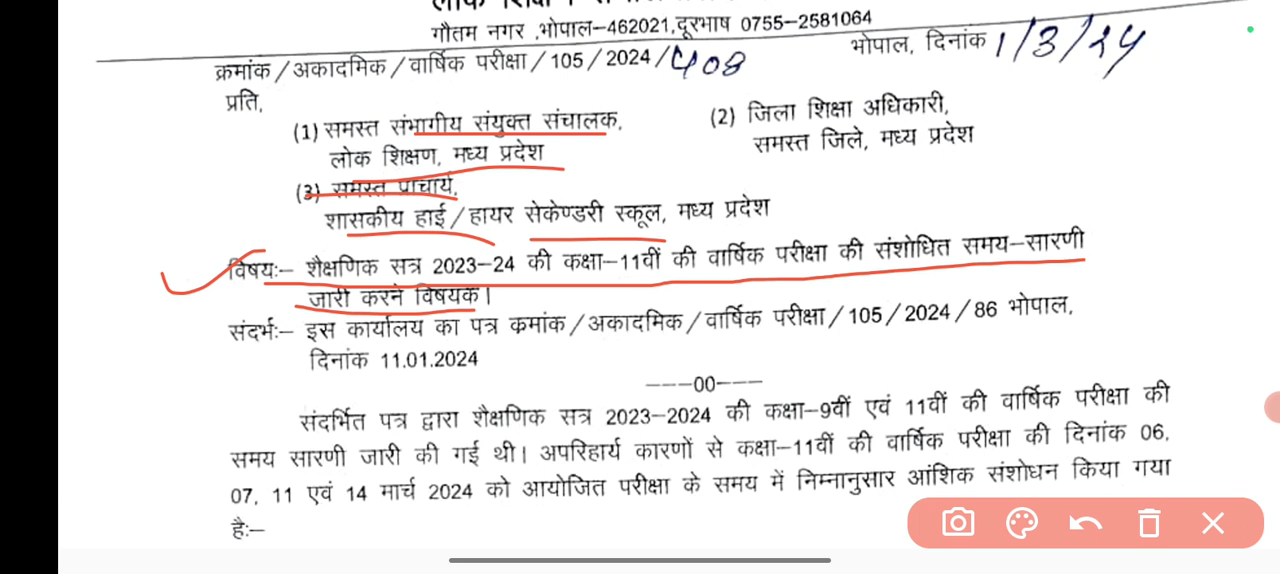 गौतम नगर ,भोपाल-462021,दूरभाष 0755-2581064
क्रमांक/अकादमिक/वार्षिक परीक्षा/105/2024/408 भोपाल, दिनांक 1/3/24
प्रति,
(1) समस्त संभागीय संयुक्त संचालक, (2) जिला शिक्षा अधिकारी,
लोक शिक्षण, मध्य प्रदेश समस्त जिले, मध्य प्रदेश
(3) समस्त प्राचार्य,
शासकीय हाई/हायर सेकेण्डरी स्कूल, मध्य प्रदेश
विषयः- शैक्षणिक सत्र 2023-24 की कक्षा-11वीं की वार्षिक परीक्षा की संशोधित समय-सारणी
जारी करने विषयक।
संदर्भः- इस कार्यालय का पत्र क्रमांक/अकादमिक/वार्षिक परीक्षा/105/2024/86 भोपाल,
दिनांक 11.01.2024
---00---
संदर्भित पत्र द्वारा शैक्षणिक सत्र 2023-2024 की कक्षा-9वीं एवं 11वीं की वार्षिक परीक्षा की
समय सारणी जारी की गई थी। अपरिहार्य कारणों से कक्षा-11वीं की वार्षिक परीक्षा की दिनांक 06,
07, 11 एवं 14 मार्च 2024 को आयोजित परीक्षा के समय में निम्नानुसार आंशिक संशोधन किया गया
है:-